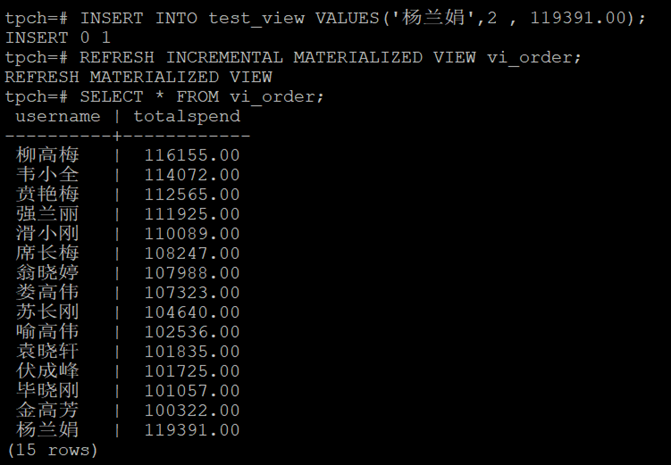 tpch=# INSERT INTO test_view VALUES('杨兰娟',2 , 119391.00);
INSERT 0 1
tpch=# REFRESH INCREMENTAL MATERIALIZED VIEW vi_order;
REFRESH MATERIALIZED VIEW
tpch=# SELECT * FROM vi_order;
 username | totalspend
----------+------------
 柳高梅   |  116155.00
 韦小全   |  114072.00
 贲艳梅   |  112565.00
 强兰丽   |  111925.00
 滑小刚   |  110089.00
 席长梅   |  108247.00
 翁晓婷   |  107988.00
 娄高伟   |  107323.00
 苏长刚   |  104640.00
 喻高伟   |  102536.00
 袁晓轩   |  101835.00
 伏成峰   |  101725.00
 毕晓刚   |  101057.00
 金高芳   |  100322.00
 杨兰娟   |  119391.00
(15 rows)